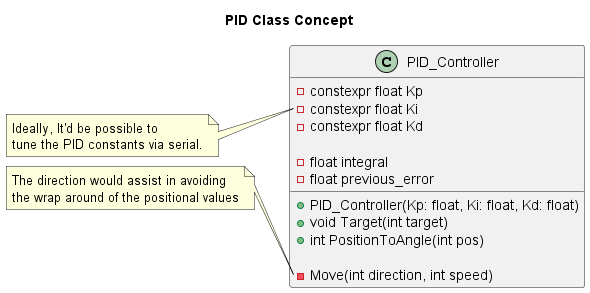 PID Class Concept
C PID_Controller
constexpr float Kp
constexpr float Ki
constexpr float Kd
float integral
float previous_error
PID_Controller(Kp: float, Ki: float, Kd: float)
void Target(int target)
int PositionToAngle(int pos)
Move(int direction, int speed)
Ideally, It'd be possible to
tune the PID constants via serial.
The direction would assist in avoiding
the wrap around of the positional values